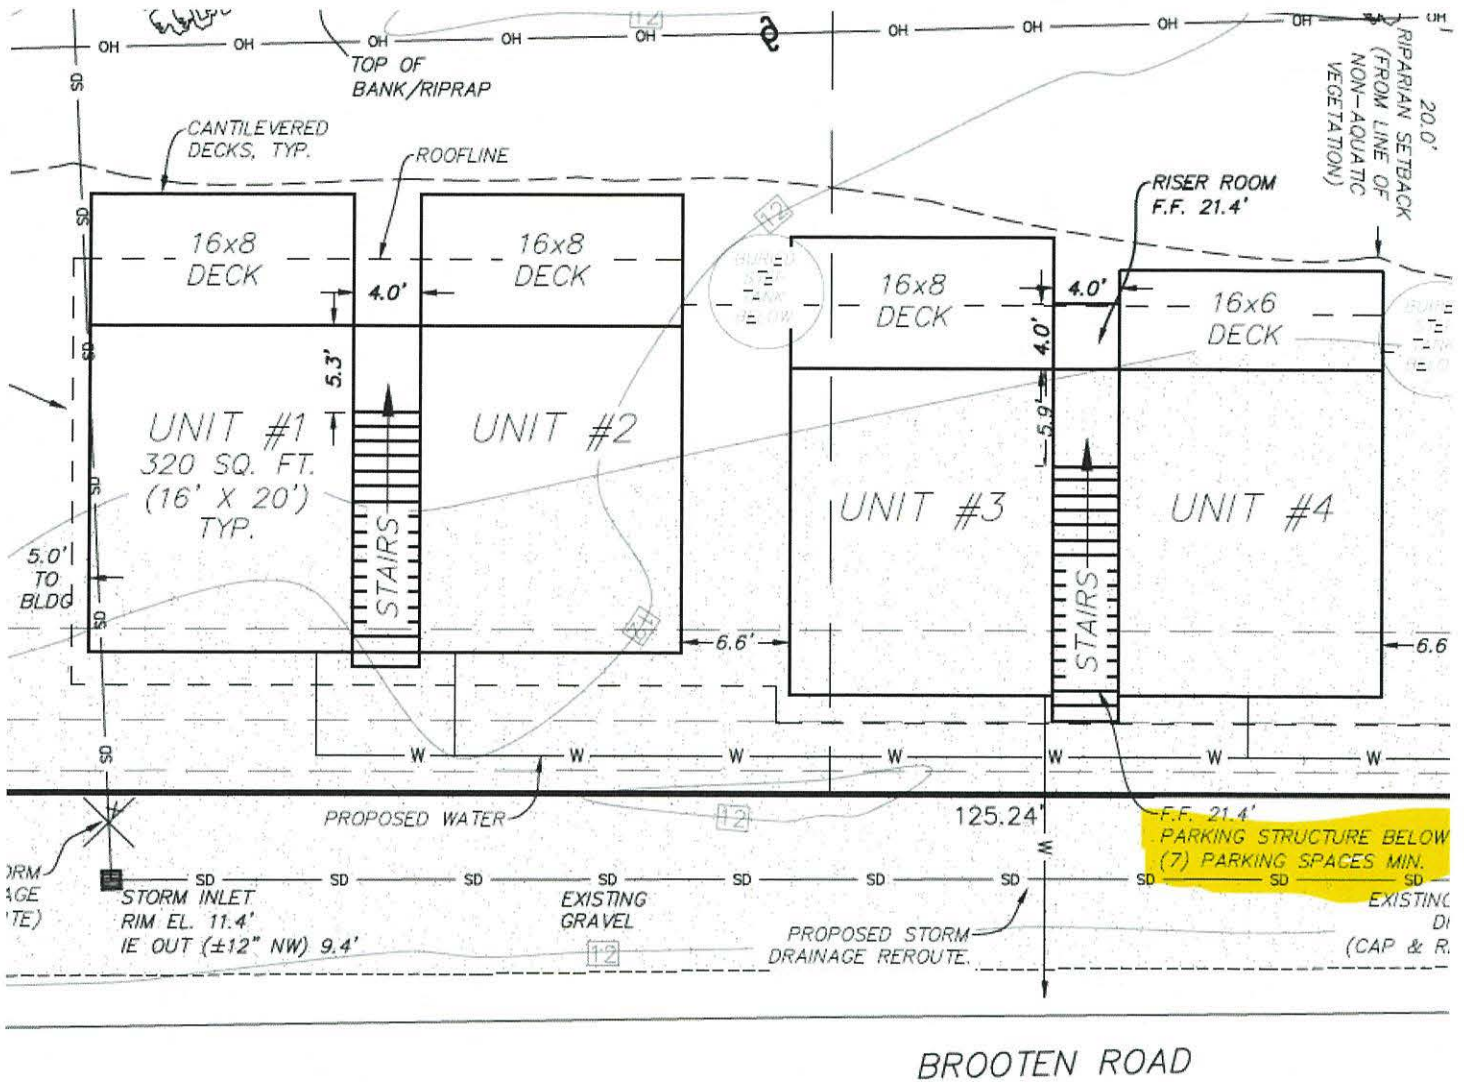 12
OH OH OH OH OH OH OH OH OH
SD
TOP OF
BANK/RIPRAP
CANTILEVERED
DECKS, TYP.
ROOFLINE
20.0'
RIPARIAN SETBACK
(FROM LINE OF
NON-AQUATIC
VEGETATION)
RISER ROOM
F.F. 21.4'
12
SD
16x8
DECK
16x8
DECK
4.0'
BURIED
TANK
BELOW
16x8
DECK
4.0'
16x6
DECK
4.0'
5.3'
SD
5.9'
UNIT #1
320 SQ. FT.
(16' X 20')
TYP.
UNIT #2
UNIT #3
UNIT #4
SD
STAIRS
STAIRS
5.0'
TO
BLDG
SD
12
6.6'
6.6
SD
W W W W W W W
PROPOSED WATER
12
125.24'
W
F.F. 21.4'
PARKING STRUCTURE BELOW
(7) PARKING SPACES MIN.
SD SD SD SD SD SD SD SD SD
STORM INLET
RIM EL. 11.4'
IE OUT (±12" NW) 9.4'
EXISTING
GRAVEL
12
PROPOSED STORM
DRAINAGE REROUTE.
EXISTING
(CAP &
BROOTEN ROAD